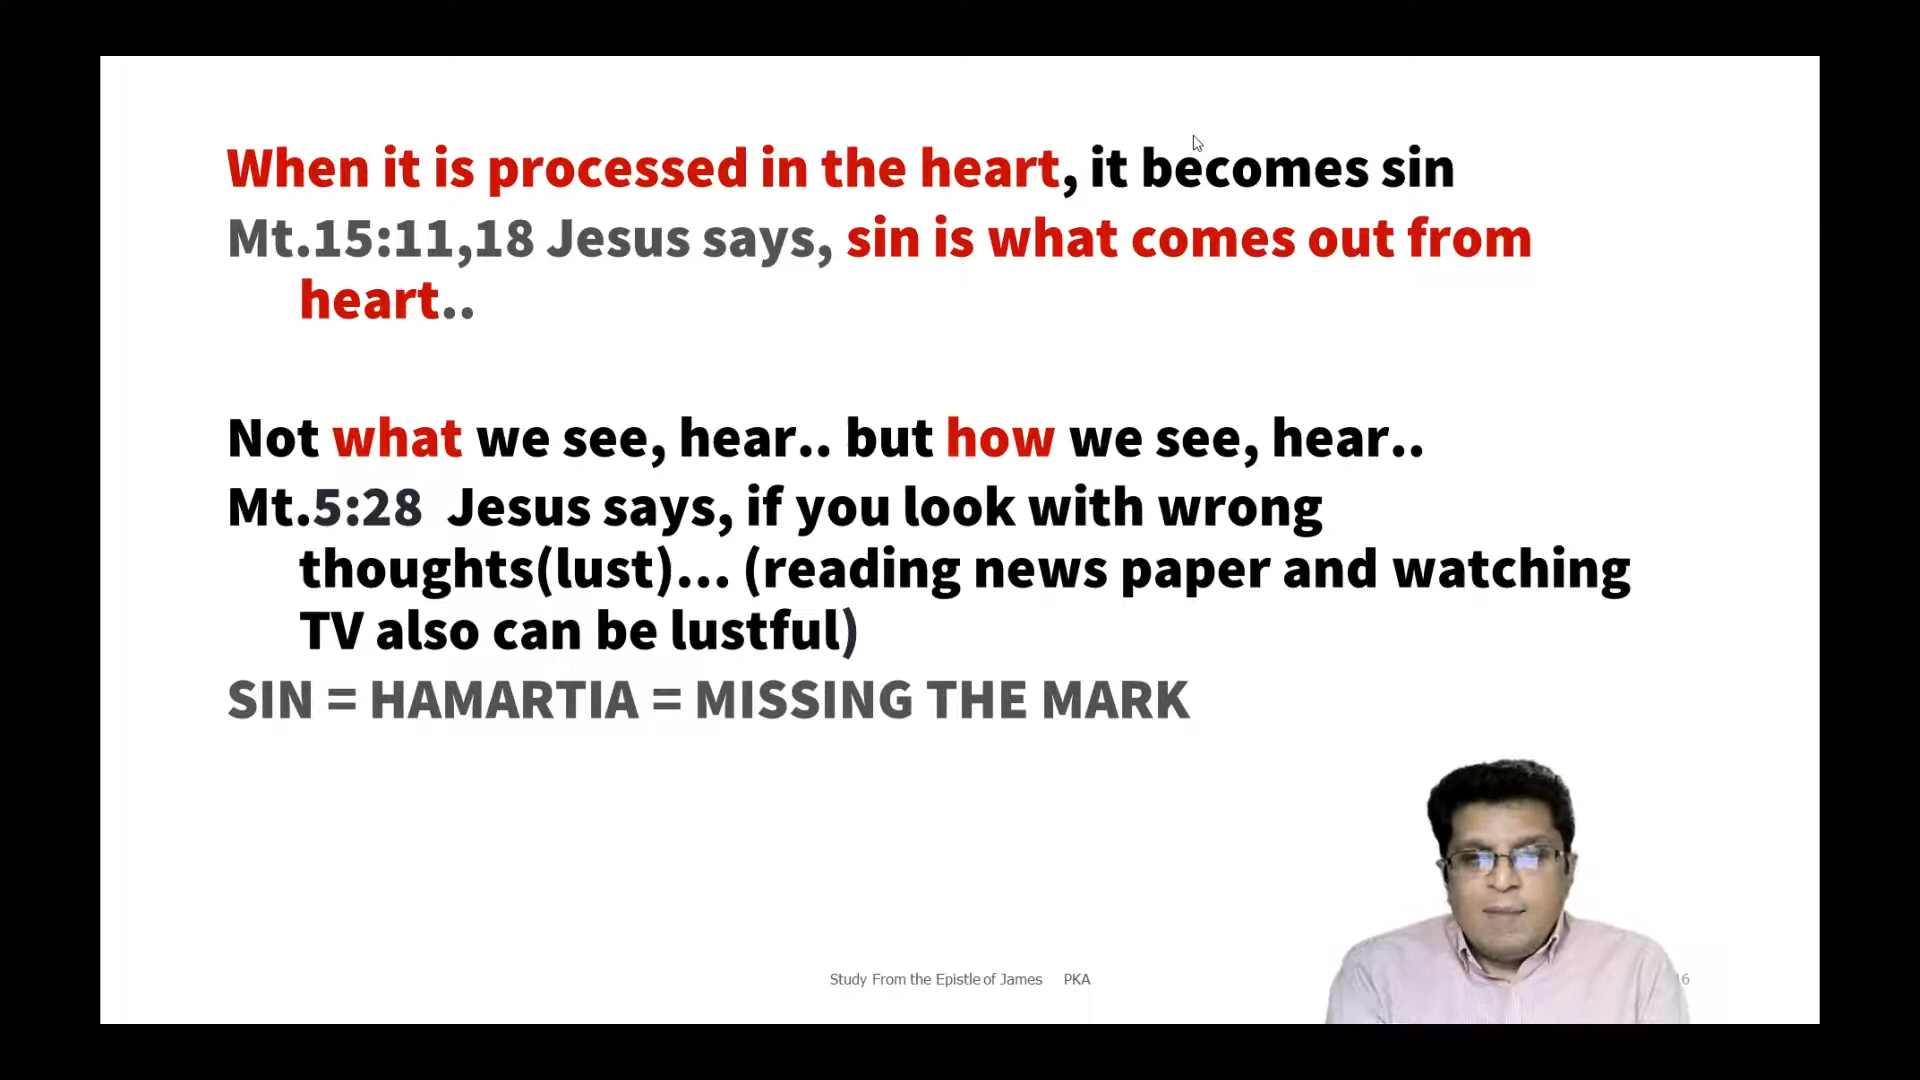 When it is processed in the heart, it becomes sin
Mt.15:11,18 Jesus says, sin is what comes out from
heart..
Not what we see, hear.. but how we see, hear..
Mt.5:28 Jesus says, if you look with wrong
thoughts(lust)... (reading news paper and watching
TV also can be lustful)
SIN = HAMARTIA = MISSING THE MARK
Study From the Epistle of James PKA